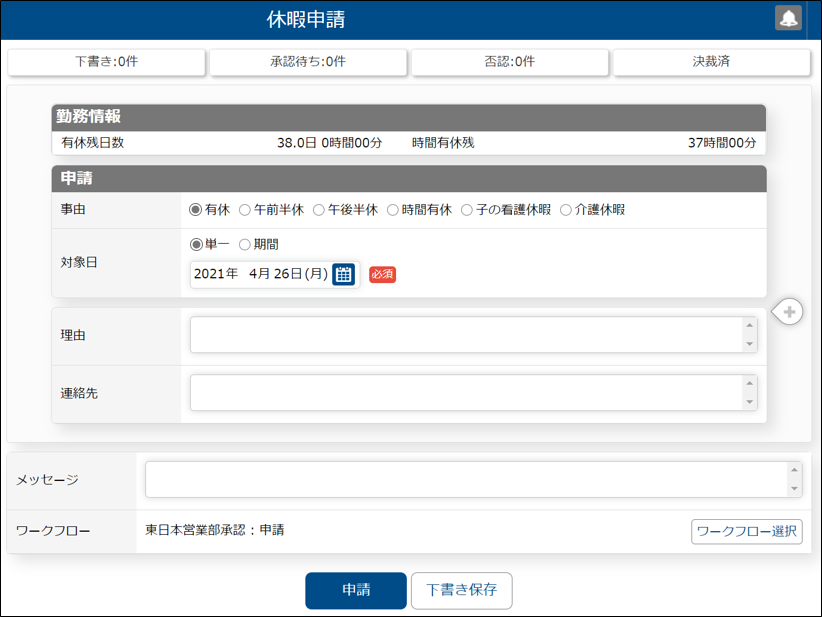 休暇申請
下書き:0件 承認待ち:0件 否認:0件 決裁済
勤務情報
有休残日数 38.0日 0時間00分 時間有休残 37時間00分
申請
事由 有休 午前半休 午後半休 時間有休 子の看護休暇 介護休暇
単一 期間
対象日
2021年 4月 26日(月) 必須
理由
連絡先
メッセージ
ワークフロー 東日本営業部承認：申請 ワークフロー選択
申請 下書き保存